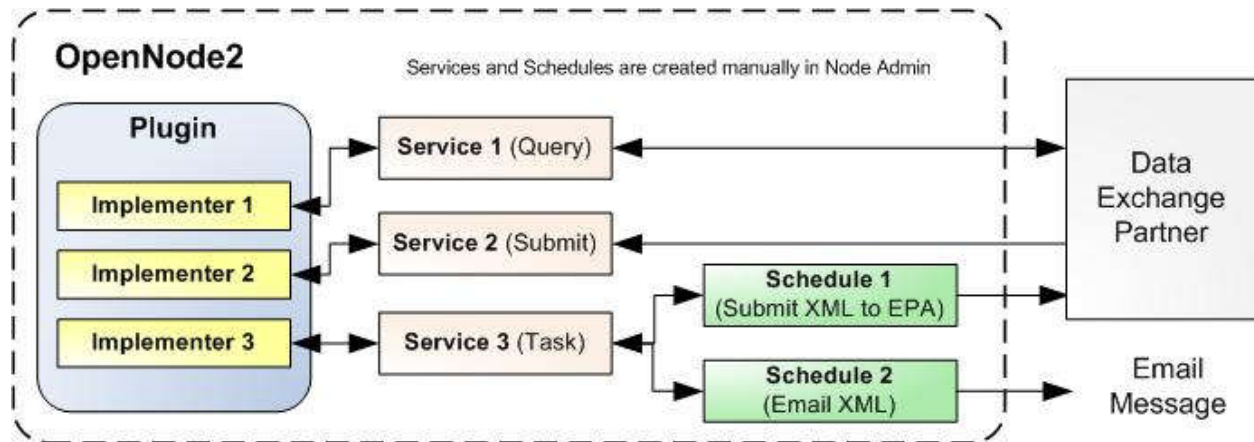 OpenNode2
Services and Schedules are created manually in Node Admin
Plugin
Implementer 1
Implementer 2
Implementer 3
Service 1 (Query)
Service 2 (Submit)
Service 3 (Task)
Schedule 1
(Submit XML to EPA)
Schedule 2
(Email XML)
Data
Exchange
Partner
Email
Message